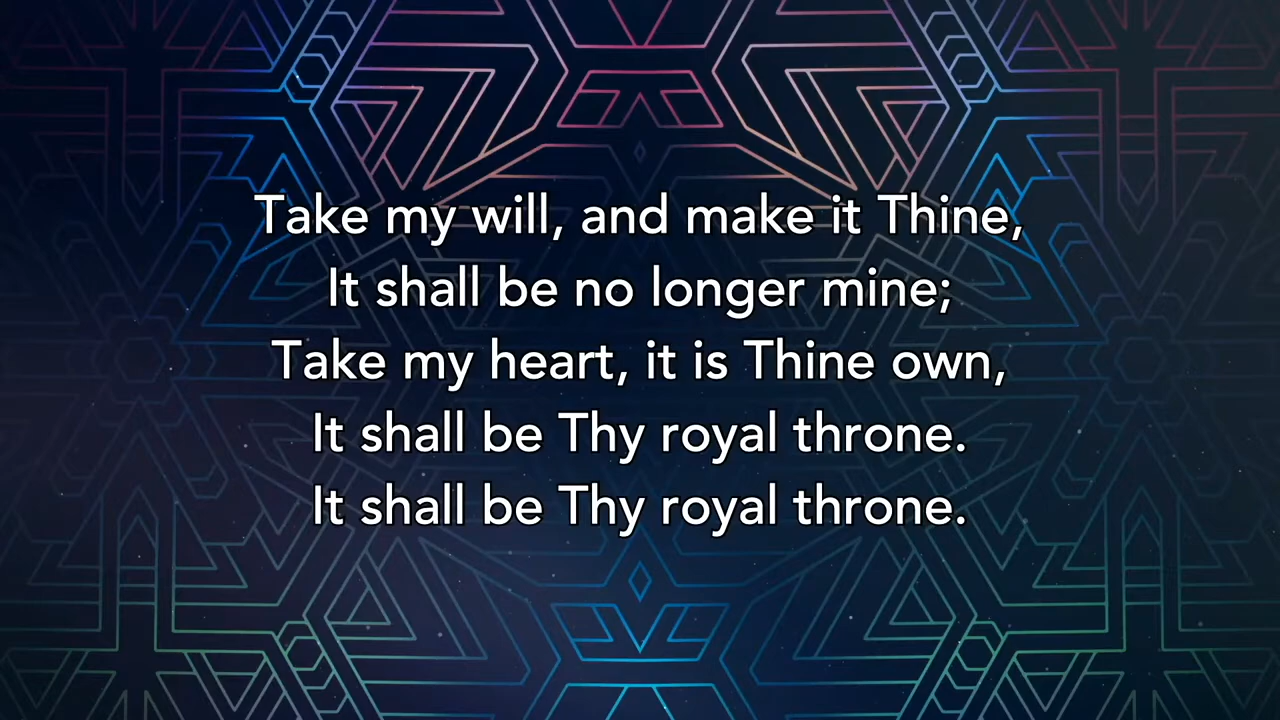 Take my will, and make it Thine,
It shall be no longer mine;
Take my heart, it is Thine own,
It shall be Thy royal throne.
It shall be Thy royal throne.